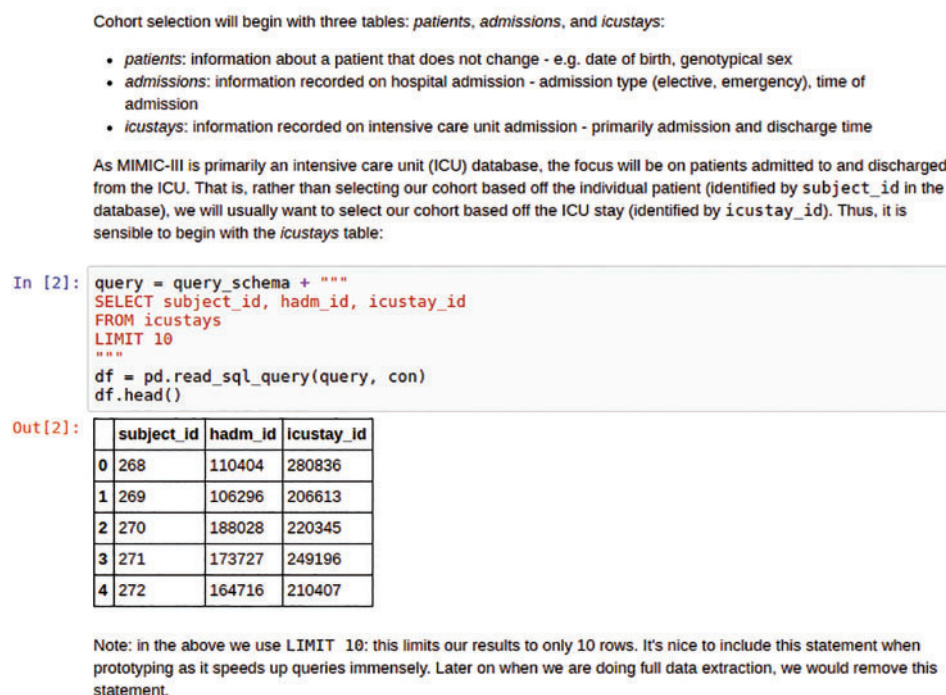 Cohort selection will begin with three tables: patients, admissions, and icustays:
• patients: information about a patient that does not change - e.g. date of birth, genotypical sex
• admissions: information recorded on hospital admission - admission type (elective, emergency), time of
admission
• icustays: information recorded on intensive care unit admission - primarily admission and discharge time
As MIMIC-III is primarily an intensive care unit (ICU) database, the focus will be on patients admitted to and discharged
from the ICU. That is, rather than selecting our cohort based off the individual patient (identified by subject_id in the
database), we will usually want to select our cohort based off the ICU stay (identified by icustay_id). Thus, it is
sensible to begin with the icustays table:
In [2]: query = query_schema + """
SELECT subject_id, hadm_id, icustay_id
FROM icustays
LIMIT 10
"""
df = pd.read_sql_query(query, con)
df.head()
Out[2]:
subject_id hadm_id icustay_id
0 268 110404 280836
1 269 106296 206613
2 270 188028 220345
3 271 173727 249196
4 272 164716 210407
Note: in the above we use LIMIT 10: this limits our results to only 10 rows. It's nice to include this statement when
prototyping as it speeds up queries immensely. Later on when we are doing full data extraction, we would remove this
statement.